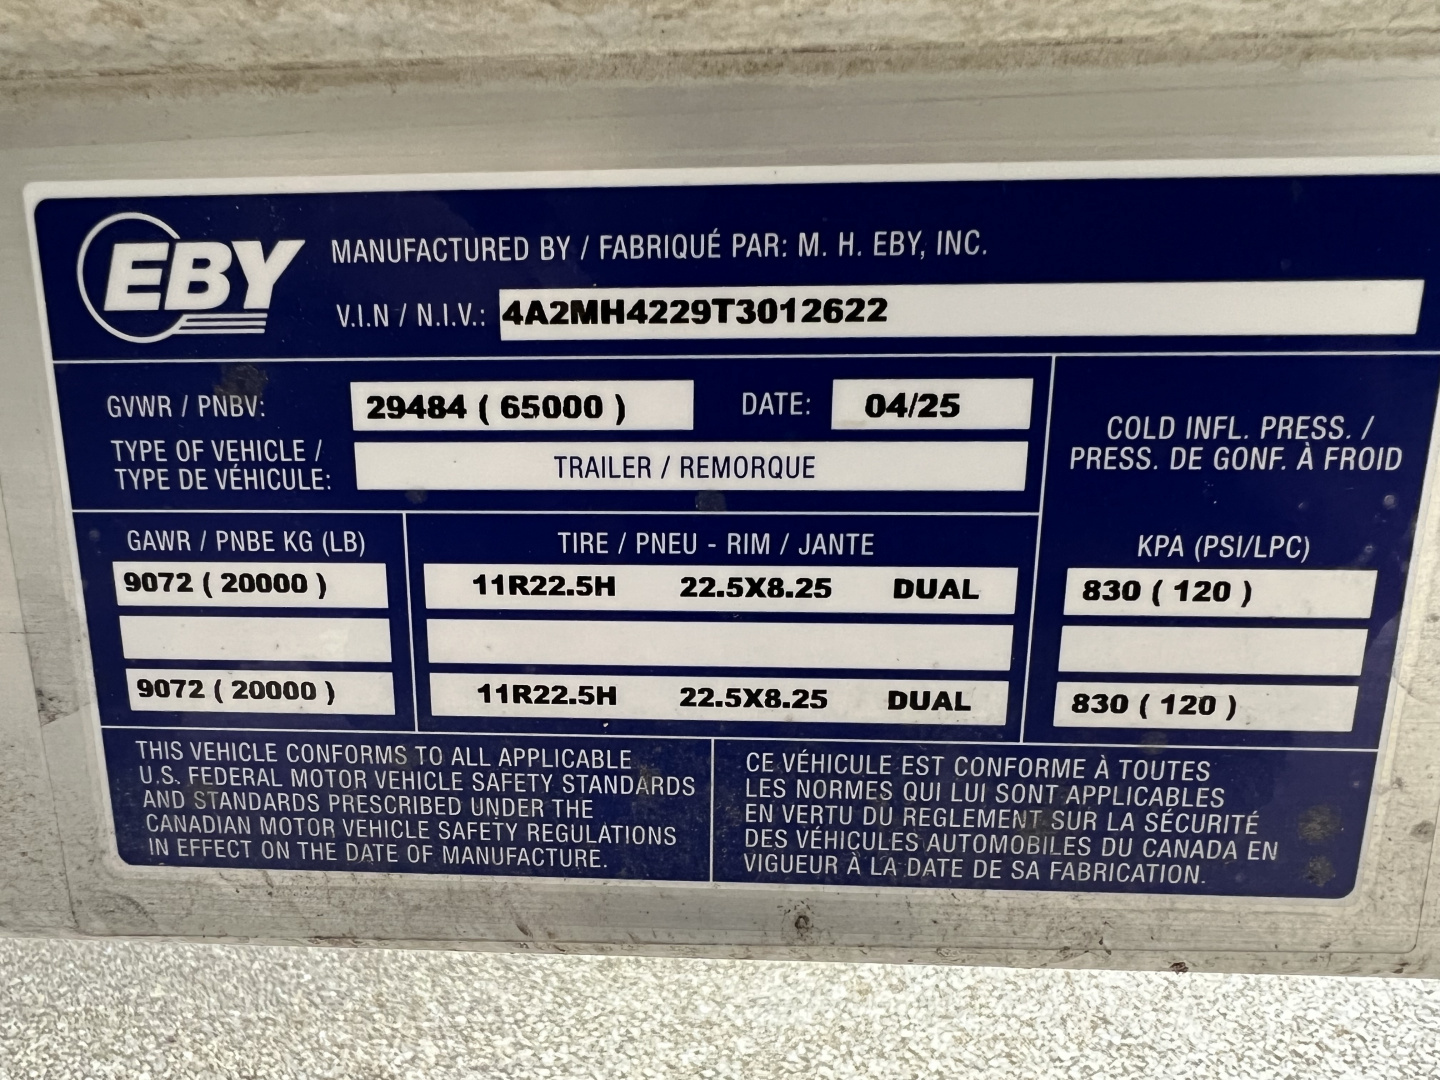 EBY
MANUFACTURED BY / FABRIQUÉ PAR: M. H. EBY, INC.
V.I.N / N.I.V.: 4A2MH4229T3012622
GVWR / PNBV: 29484 ( 65000 ) DATE: 04/25
TYPE OF VEHICLE /
TYPE DE VÉHICULE: TRAILER / REMORQUE
COLD INFL. PRESS. /
PRESS. DE GONF. À FROID
GAWR / PNBE KG (LB) TIRE / PNEU - RIM / JANTE KPA (PSI/LPC)
9072 ( 20000 ) 11R22.5H 22.5X8.25 DUAL 830 ( 120 )
9072 ( 20000 ) 11R22.5H 22.5X8.25 DUAL 830 ( 120 )
THIS VEHICLE CONFORMS TO ALL APPLICABLE
U.S. FEDERAL MOTOR VEHICLE SAFETY STANDARDS
AND STANDARDS PRESCRIBED UNDER THE
CANADIAN MOTOR VEHICLE SAFETY REGULATIONS
IN EFFECT ON THE DATE OF MANUFACTURE.
CE VÉHICULE EST CONFORME À TOUTES
LES NORMES QUI LUI SONT APPLICABLES
EN VERTU DU REGLEMENT SUR LA SÉCURITÉ
DES VÉHICULES AUTOMOBILES DU CANADA EN
VIGUEUR À LA DATE DE SA FABRICATION.